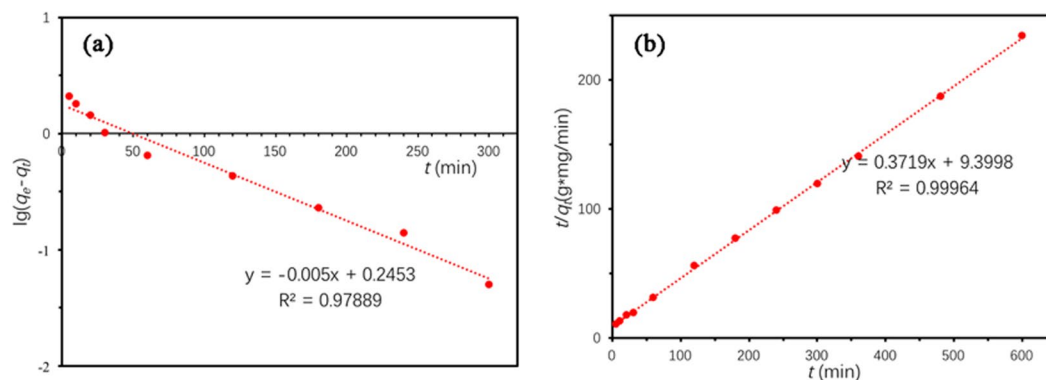 (a)
1
0
-1
-2
0
50
100
150
200
250
300
t (min)
lg(qe-qt)
y = -0.005x + 0.2453
R² = 0.97889
(b)
200
100
0
0
100
200
300
400
500
600
t (min)
t/qt(g*mg/min)
y = 0.3719x + 9.3998
R² = 0.99964